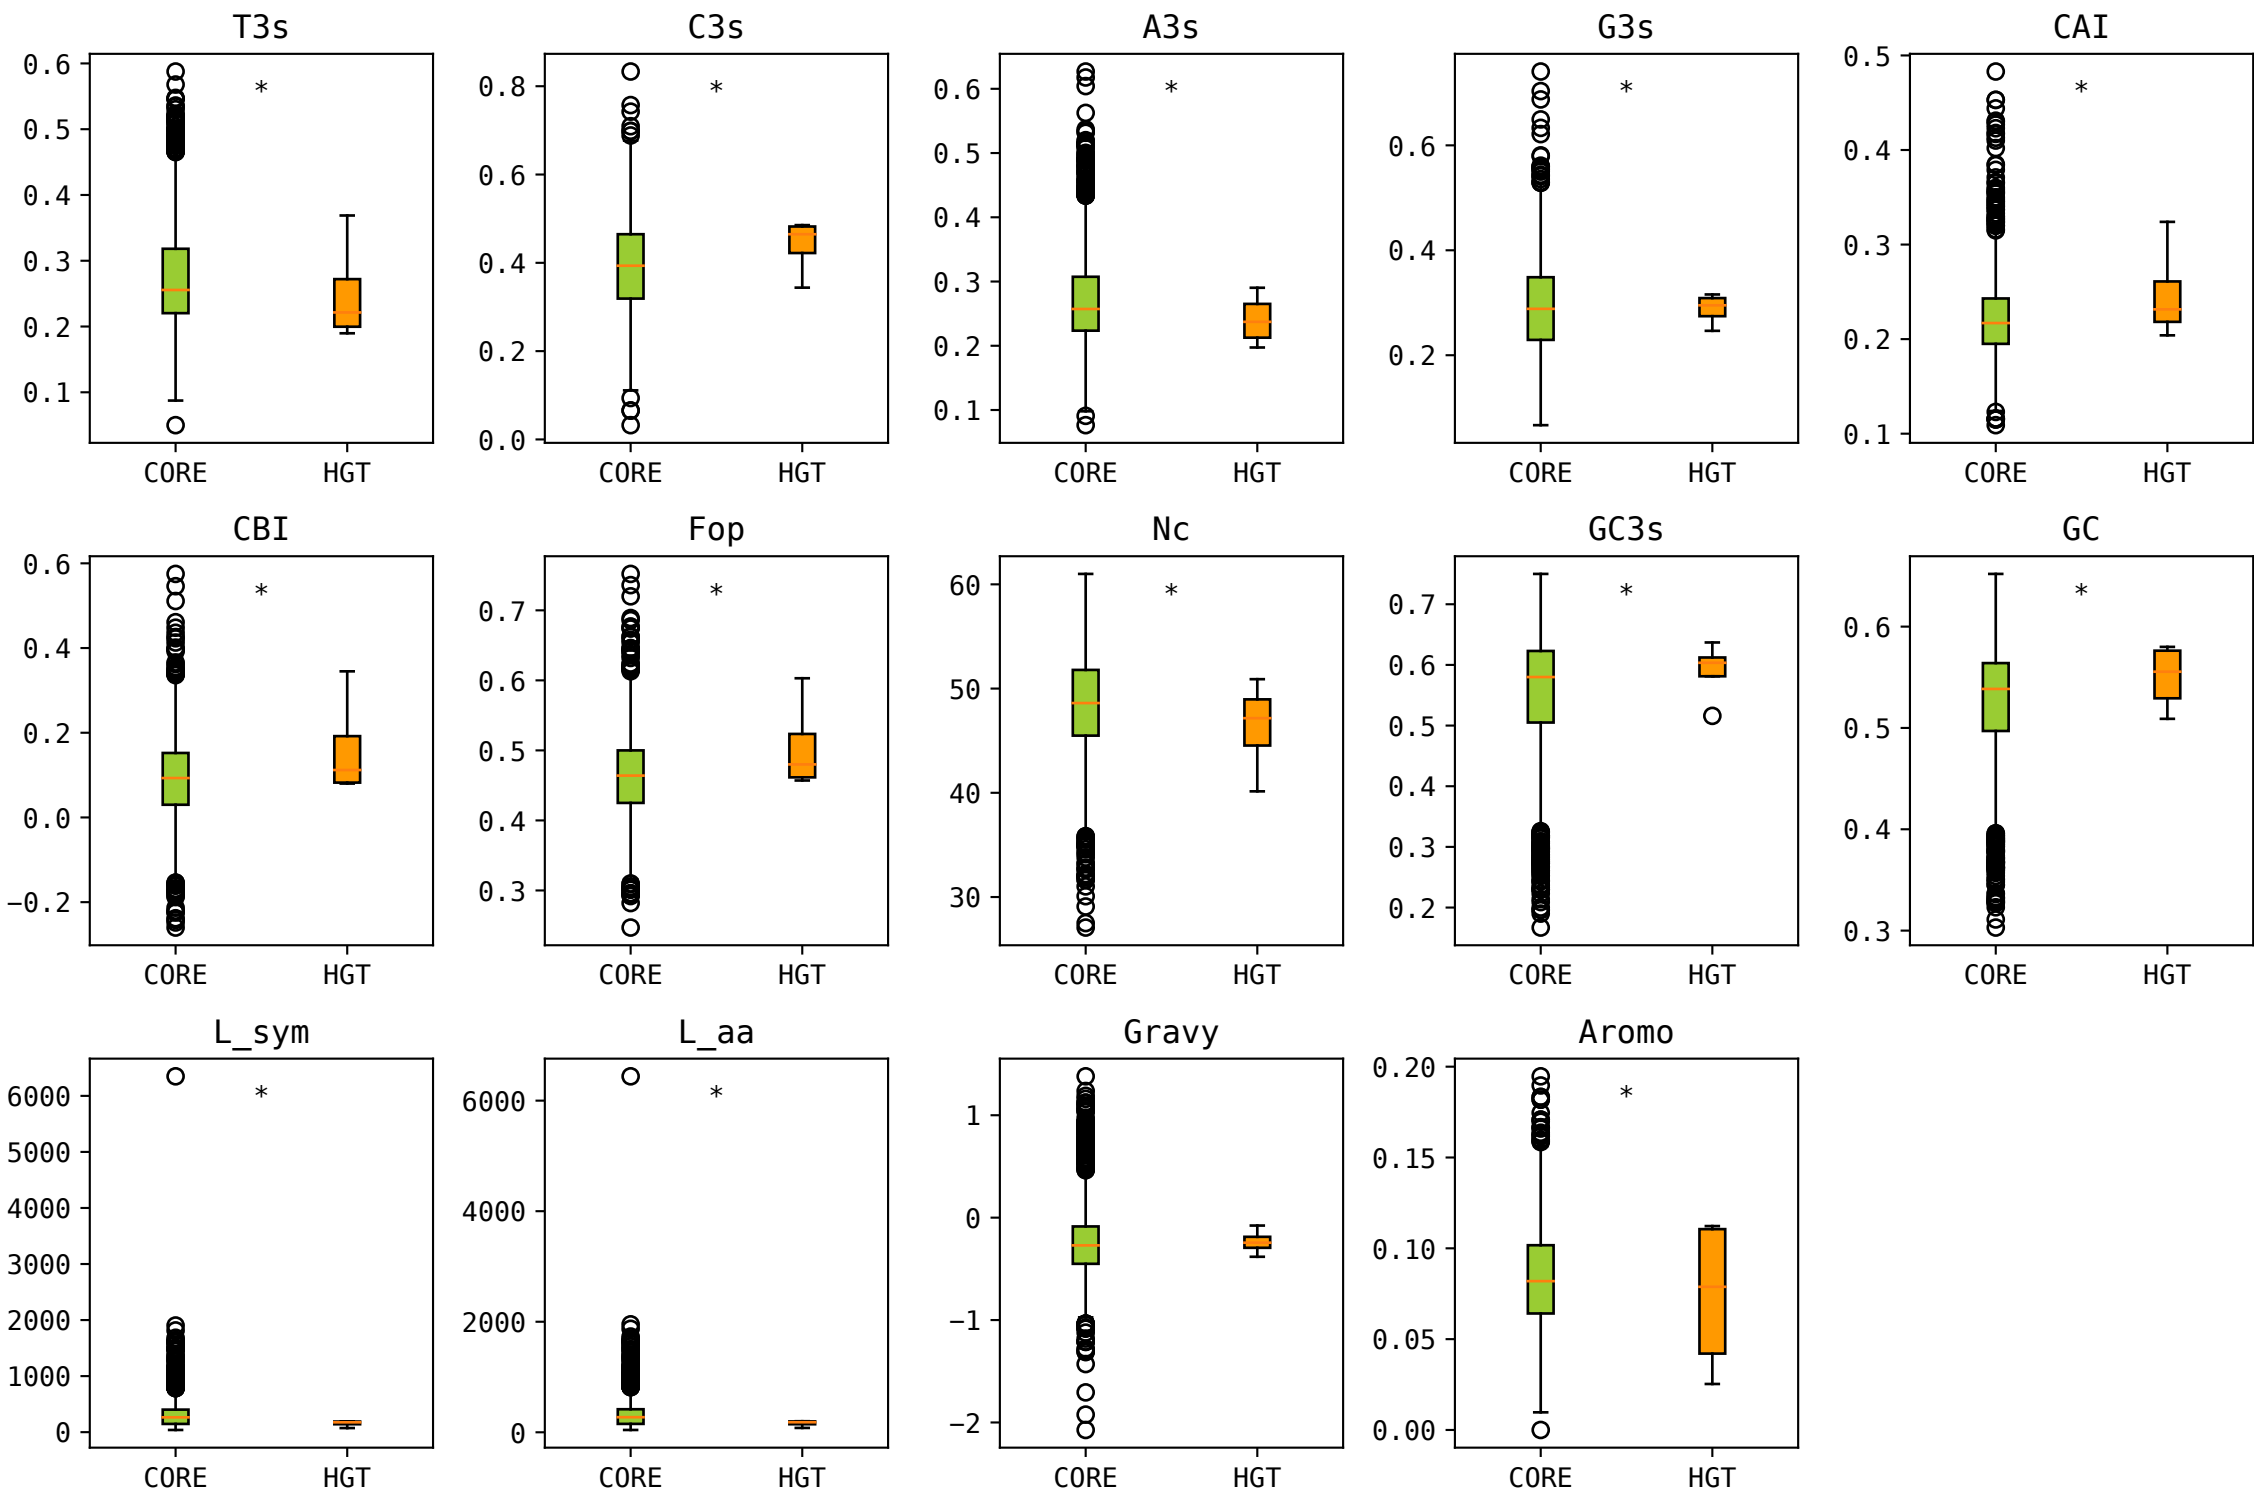 T3s C3s A3s G3s CAI
0.6 0.5 0.4 0.3 0.2 0.1
*
CORE HGT
0.8 0.6 0.4 0.2 0.0
*
CORE HGT
0.6 0.5 0.4 0.3 0.2 0.1
*
CORE HGT
0.6 0.4 0.2
*
CORE HGT
0.5 0.4 0.3 0.2 0.1
*
CORE HGT
CBI Fop Nc GC3s GC
0.6 0.4 0.2 0.0 −0.2
*
CORE HGT
0.7 0.6 0.5 0.4 0.3
*
CORE HGT
60 50 40 30
*
CORE HGT
0.7 0.6 0.5 0.4 0.3 0.2
*
CORE HGT
0.6 0.5 0.4 0.3
*
CORE HGT
L_sym L_aa Gravy Aromo
6000 5000 4000 3000 2000 1000 0
*
CORE HGT
6000 4000 2000 0
*
CORE HGT
1 0 −1 −2
CORE HGT
0.20 0.15 0.10 0.05 0.00
*
CORE HGT